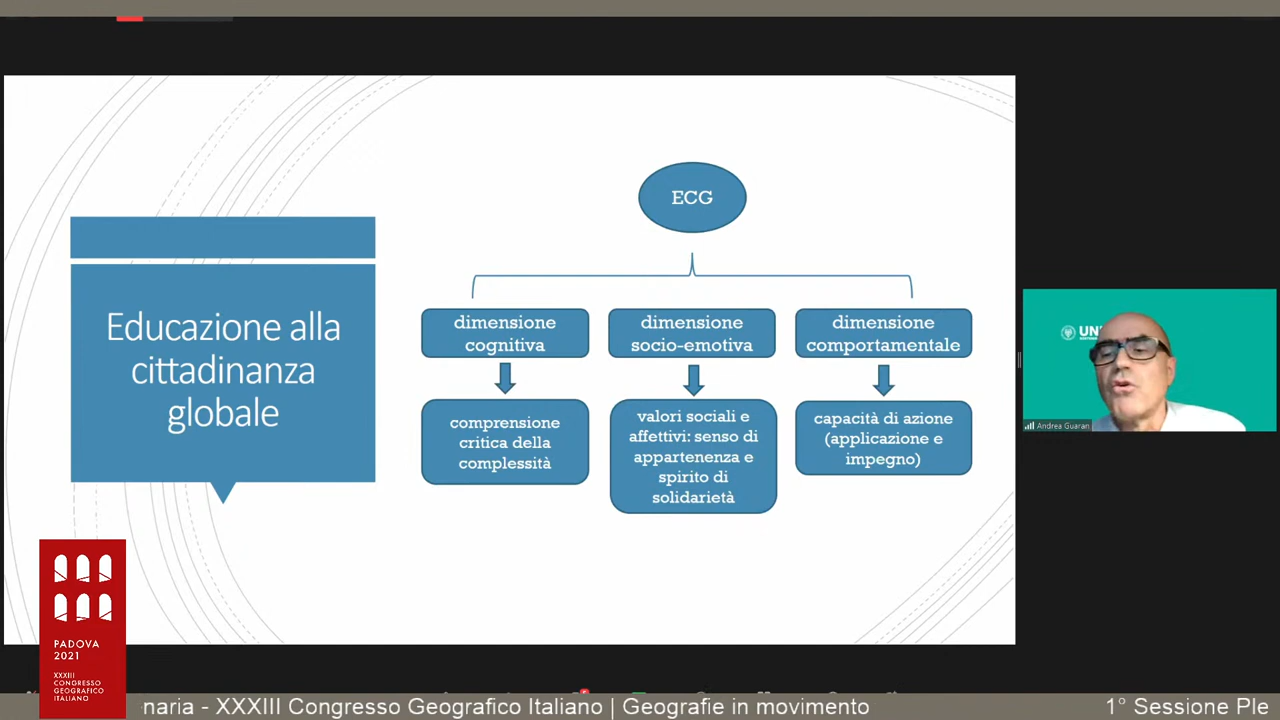 Educazione alla
cittadinanza
globale
ECG
dimensione
cognitiva
dimensione
socio-emotiva
dimensione
comportamentale
comprensione
critica della
complessità
valori sociali e
affettivi: senso di
appartenenza e
spirito di
solidarietà
capacità di azione
(applicazione e
impegno)
UNI
Andrea Guaran
PADOVA
2021
XXXIII
CONGRESSO
GEOGRAFICO
ITALIANO
naria - XXXIII Congresso Geografico Italiano | Geografie in movimento
1° Sessione Ple